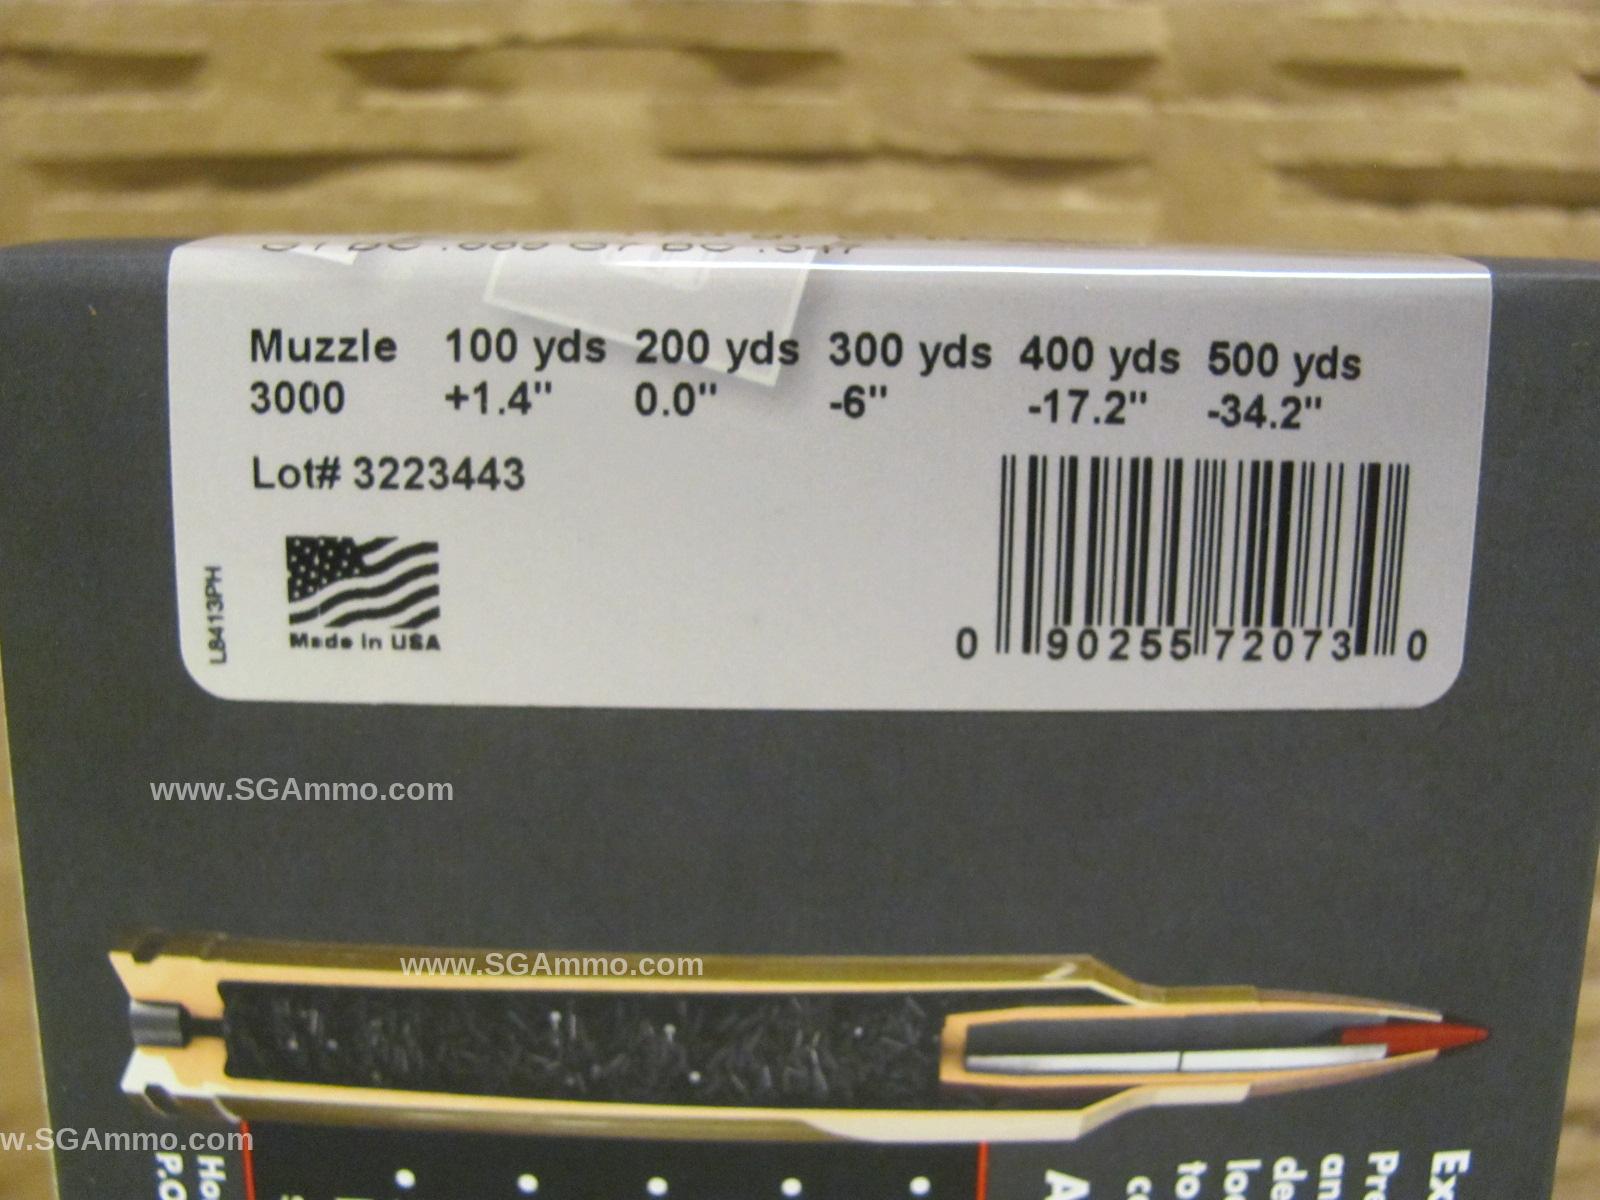 Muzzle 100 yds 200 yds 300 yds 400 yds 500 yds
3000 +1.4" 0.0" -6" -17.2" -34.2"
Lot# 3223443
L8413PH
Made in USA
0 90255 72073 0
www.SGAmmo.com
www.SGAmmo.com
w.SGAmmo.com